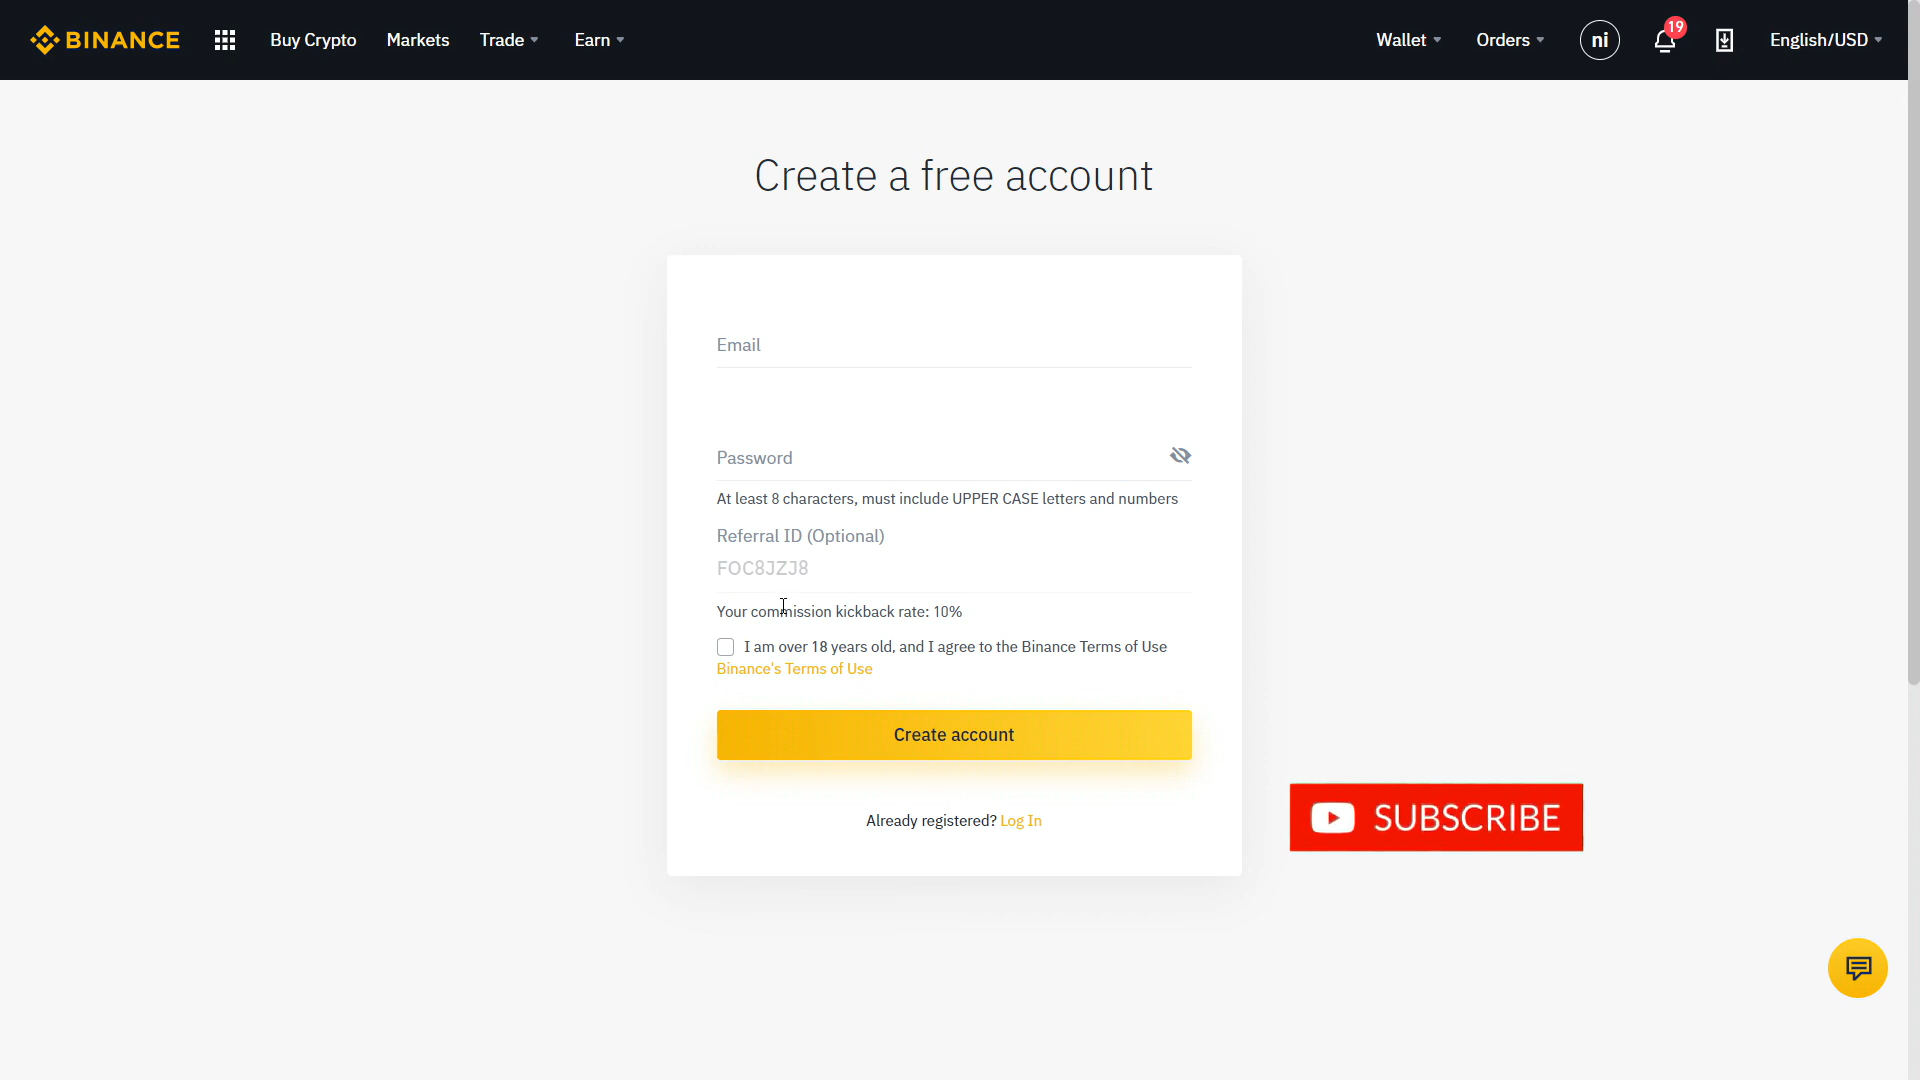 BINANCE Buy Crypto Markets Trade Earn Wallet Orders ni 19 English/USD
Create a free account
Email
Password
At least 8 characters, must include UPPER CASE letters and numbers
Referral ID (Optional)
FOC8JZJ8
Your commission kickback rate: 10%
I am over 18 years old, and I agree to the Binance Terms of Use
Binance's Terms of Use
Create account
Already registered? Log In
SUBSCRIBE